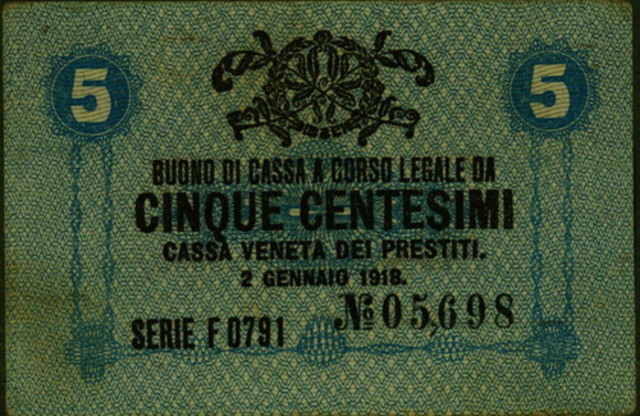 5 5
BUONO DI CASSA A CORSO LEGALE DA
CINQUE CENTESIMI
CASSA VENETA DEI PRESTITI.
2 GENNAIO 1918.
SERIE F 0791 № 05,698